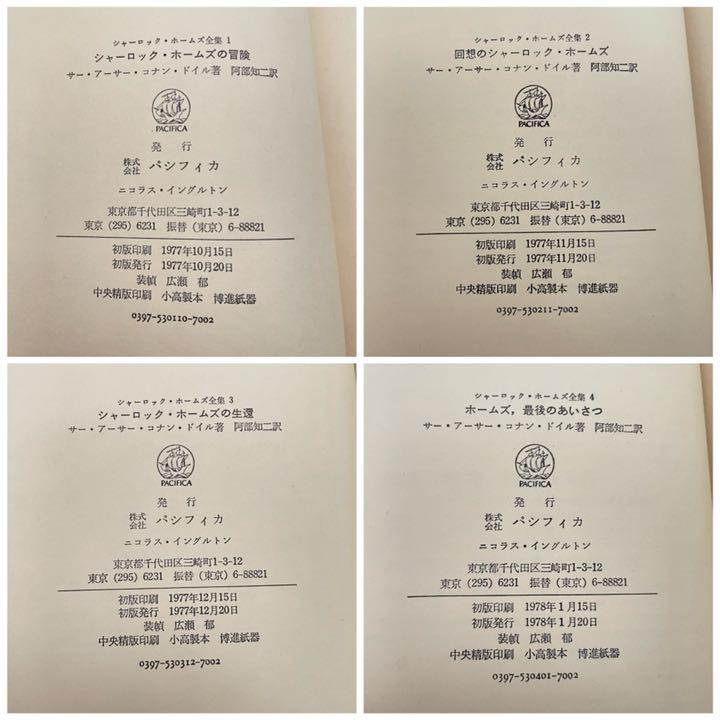 シャーロック・ホームズ全集 1
シャーロック・ホームズの冒険
サー・アーサー・コナン・ドイル著 阿部知二訳
PACIFICA
発行
株式会社 パシフィカ
ニコラス・イングルトン
東京都千代田区三崎町1-3-12
東京 (295) 6231 振替 (東京) 6-88821
初版印刷 1977年10月15日
初版発行 1977年10月20日
装幀 広瀬 郁
中央精版印刷 小高製本 博進紙器
0397-530110-7002
シャーロック・ホームズ全集 2
回想のシャーロック・ホームズ
サー・アーサー・コナン・ドイル著 阿部知二訳
PACIFICA
発行
株式会社 パシフィカ
ニコラス・イングルトン
東京都千代田区三崎町1-3-12
東京 (295) 6231 振替 (東京) 6-88821
初版印刷 1977年11月15日
初版発行 1977年11月20日
装幀 広瀬 郁
中央精版印刷 小高製本 博進紙器
0397-530211-7002
シャーロック・ホームズ全集 3
シャーロック・ホームズの生還
サー・アーサー・コナン・ドイル著 阿部知二訳
PACIFICA
発行
株式会社 パシフィカ
ニコラス・イングルトン
東京都千代田区三崎町1-3-12
東京 (295) 6231 振替 (東京) 6-88821
初版印刷 1977年12月15日
初版発行 1977年12月20日
装幀 広瀬 郁
中央精版印刷 小高製本 博進紙器
0397-530312-7002
シャーロック・ホームズ全集 4
ホームズ，最後のあいさつ
サー・アーサー・コナン・ドイル著 阿部知二訳
PACIFICA
発行
株式会社 パシフィカ
ニコラス・イングルトン
東京都千代田区三崎町1-3-12
東京 (295) 6231 振替 (東京) 6-88821
初版印刷 1978年1月15日
初版発行 1978年1月20日
装幀 広瀬 郁
中央精版印刷 小高製本 博進紙器
0397-530401-7002